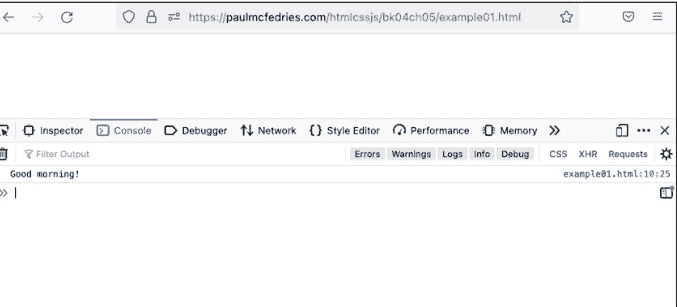 https://paulmcfedries.com/htmlcssjs/bk04ch05/example01.html
Inspector Console Debugger Network {} Style Editor Performance Memory
Filter Output Errors Warnings Logs Info Debug CSS XHR Requests
Good morning! example01.html:10:25